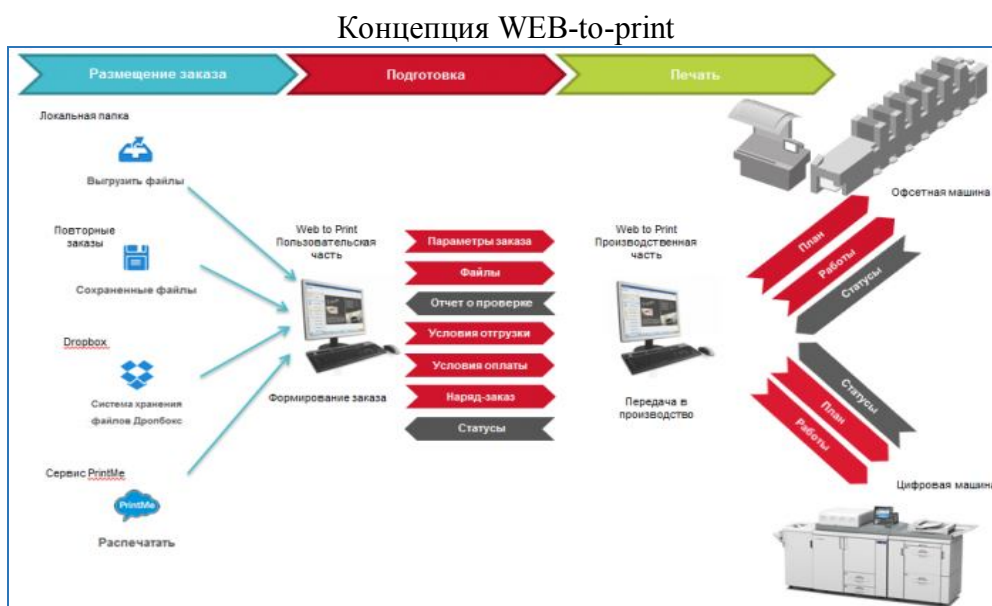 Концепция WEB-to-print
Размещение заказа
Подготовка
Печать
Локальная папка
Выгрузить файлы
Повторные
заказы
Сохраненные файлы
Dropbox
Система хранения
файлов Дропбокс
Сервис PrintMe
PrintMe
Распечатать
Web to Print
Пользовательская
часть
Формирование заказа
Параметры заказа
Файлы
Отчет о проверке
Условия отгрузки
Условия оплаты
Наряд-заказ
Статусы
Web to Print
Производственная
часть
Передача в
производство
Офсетная машина
План
Работы
Статусы
Статусы
План
Работы
Цифровая машина